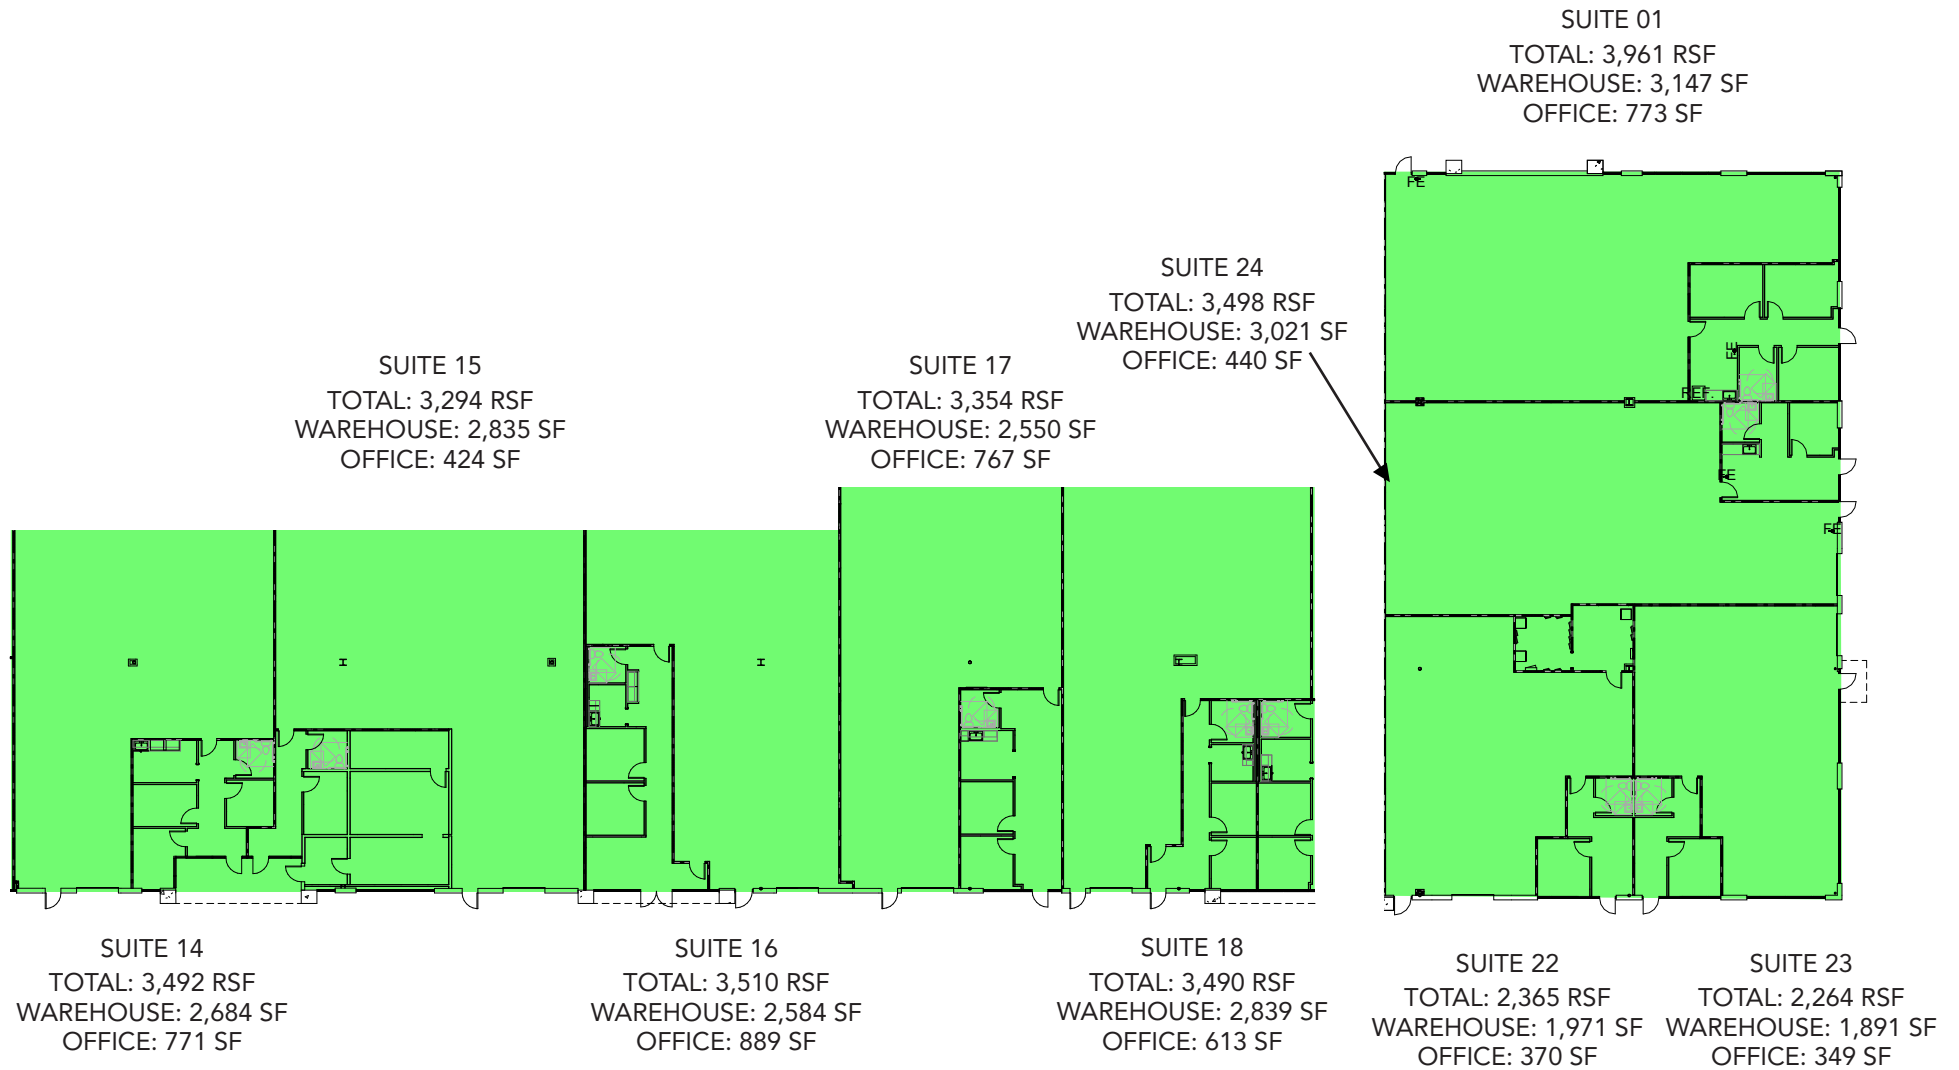 SUITE 01
TOTAL: 3,961 RSF
WAREHOUSE: 3,147 SF
OFFICE: 773 SF
FE
SUITE 24
TOTAL: 3,498 RSF
WAREHOUSE: 3,021 SF
OFFICE: 440 SF
FE
REF
FE
FE
SUITE 15
TOTAL: 3,294 RSF
WAREHOUSE: 2,835 SF
OFFICE: 424 SF
SUITE 17
TOTAL: 3,354 RSF
WAREHOUSE: 2,550 SF
OFFICE: 767 SF
SUITE 14
TOTAL: 3,492 RSF
WAREHOUSE: 2,684 SF
OFFICE: 771 SF
SUITE 16
TOTAL: 3,510 RSF
WAREHOUSE: 2,584 SF
OFFICE: 889 SF
SUITE 18
TOTAL: 3,490 RSF
WAREHOUSE: 2,839 SF
OFFICE: 613 SF
SUITE 22
TOTAL: 2,365 RSF
WAREHOUSE: 1,971 SF
OFFICE: 370 SF
SUITE 23
TOTAL: 2,264 RSF
WAREHOUSE: 1,891 SF
OFFICE: 349 SF